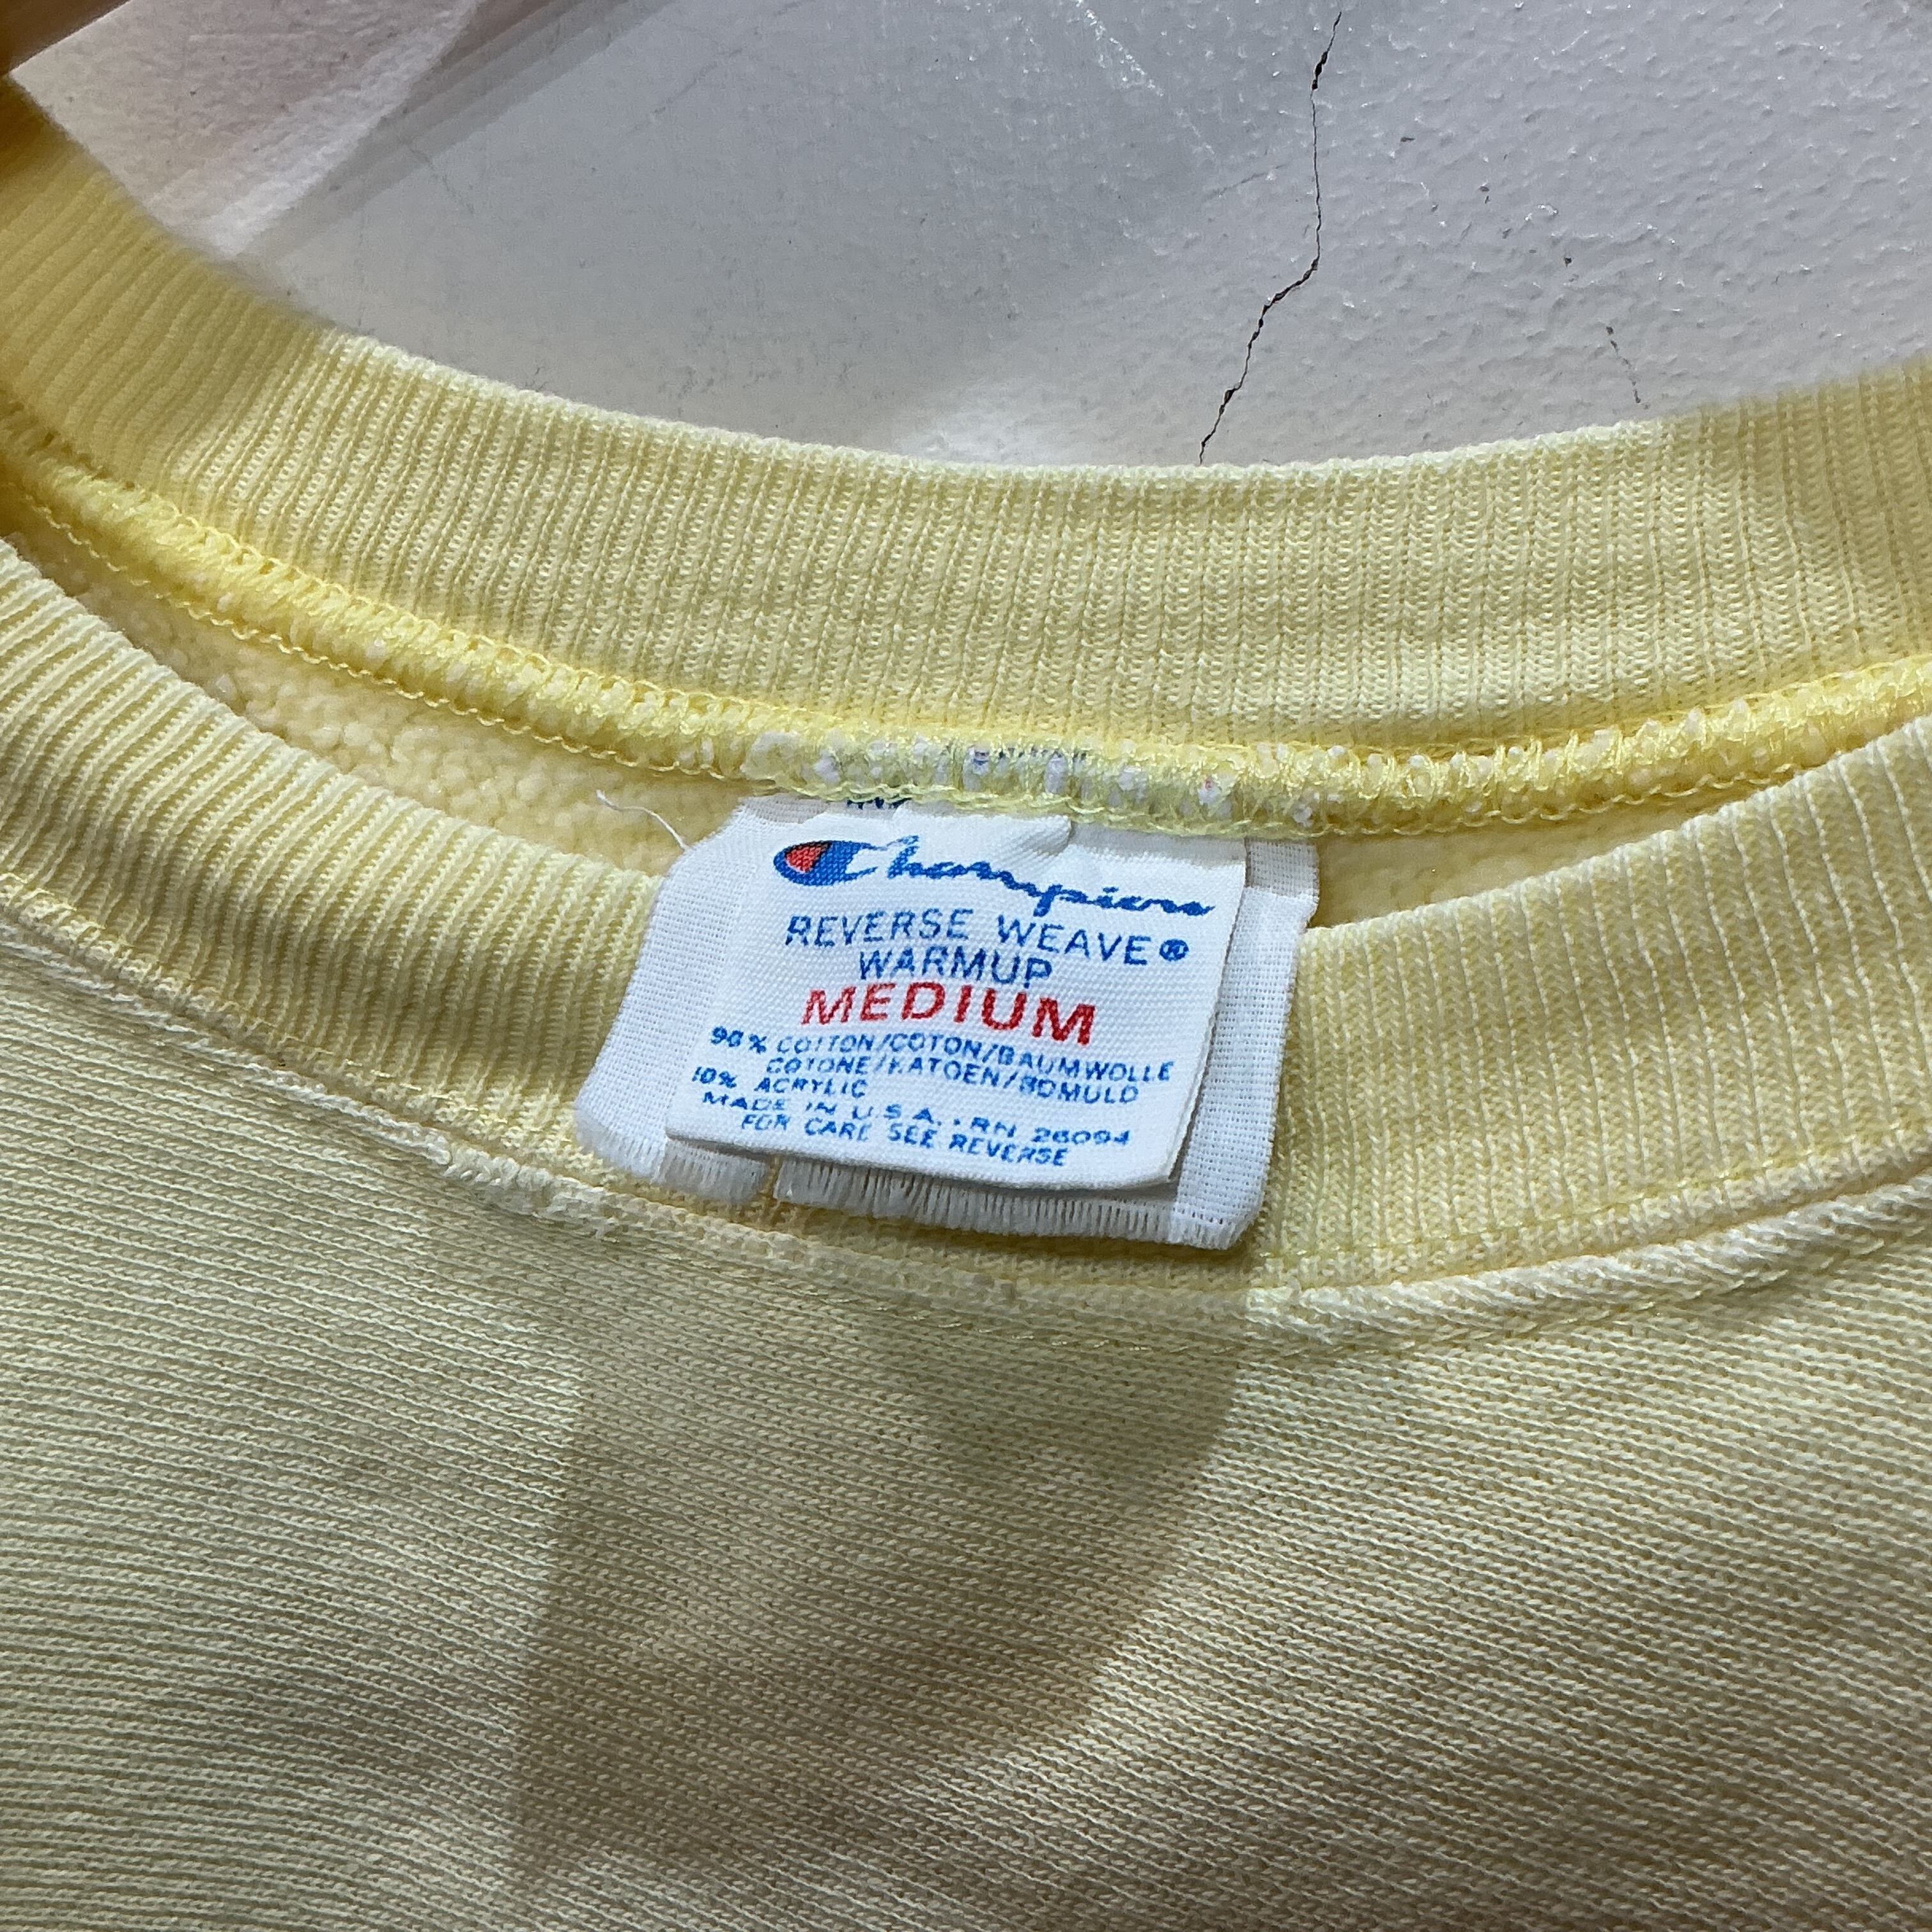 Champion
REVERSE WEAVE®
WARMUP
MEDIUM
90% COTTON/COTON/BAUMWOLLE
COTONE/KATOEN/BOMULD
10% ACRYLIC
MADE IN U.S.A. • RN 26094
FOR CARE SEE REVERSE